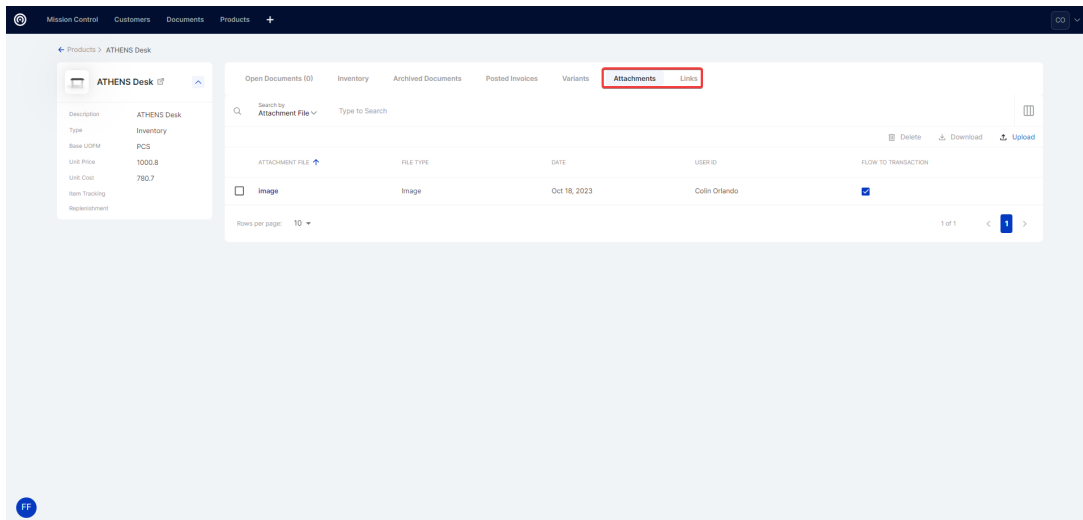 Mission Control Customers Documents Products + CO
← Products > ATHENS Desk
ATHENS Desk
Description ATHENS Desk
Type Inventory
Base UOFM PCS
Unit Price 1000.8
Unit Cost 780.7
Item Tracking
Replenishment
Open Documents (0) Inventory Archived Documents Posted Invoices Variants Attachments Links
Search by
Attachment File Type to Search
Delete Download Upload
ATTACHMENT FILE FILE TYPE DATE USER ID FLOW TO TRANSACTION
image Image Oct 18, 2023 Colin Orlando
Rows per page: 10 1 of 1 < 1 >
FF